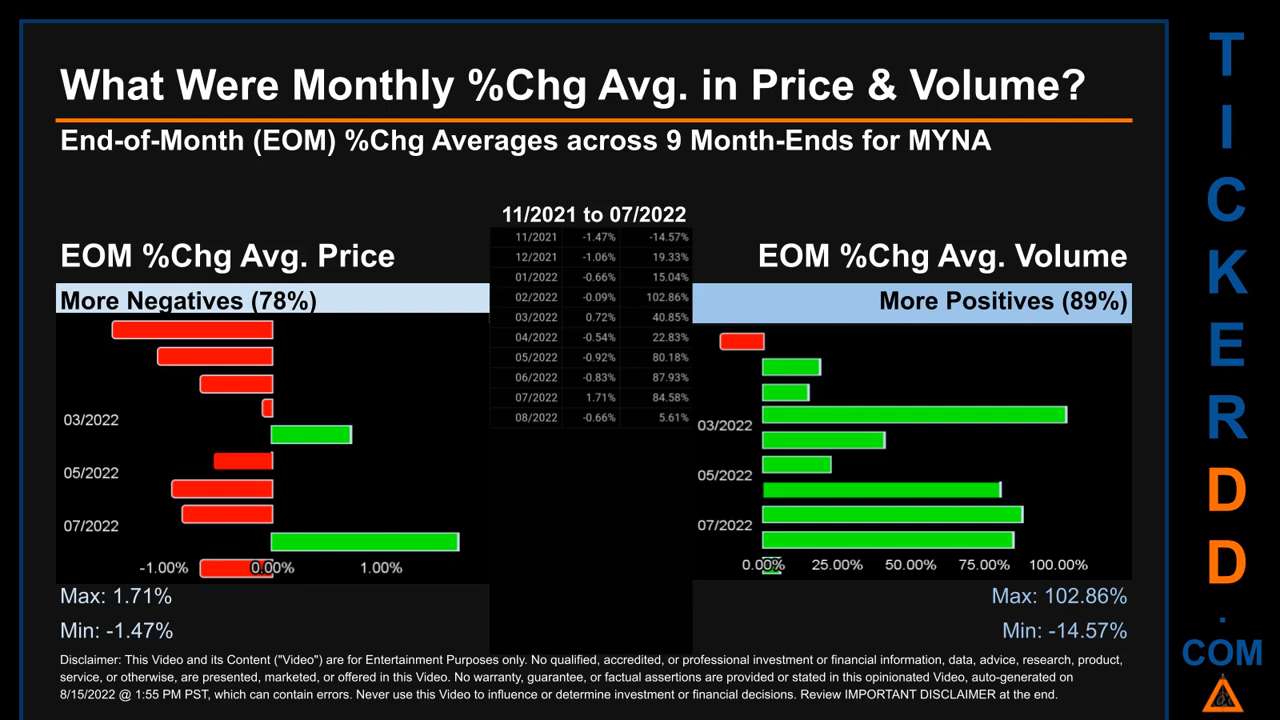 What Were Monthly %Chg Avg. in Price & Volume?
End-of-Month (EOM) %Chg Averages across 9 Month-Ends for MYNA
11/2021 to 07/2022
11/2021 -1.47% -14.57%
12/2021 -1.06% 19.33%
01/2022 -0.66% 15.04%
02/2022 -0.09% 102.86%
03/2022 0.72% 40.85%
04/2022 -0.54% 22.83%
05/2022 -0.92% 80.18%
06/2022 -0.83% 87.93%
07/2022 1.71% 84.58%
08/2022 -0.66% 5.61%
EOM %Chg Avg. Price
More Negatives (78%)
03/2022
05/2022
07/2022
-1.00% 0.00% 1.00%
Max: 1.71%
Min: -1.47%
EOM %Chg Avg. Volume
More Positives (89%)
03/2022
05/2022
07/2022
0.00% 25.00% 50.00% 75.00% 100.00%
Max: 102.86%
Min: -14.57%
Disclaimer: This Video and its Content ("Video") are for Entertainment Purposes only. No qualified, accredited, or professional investment or financial information, data, advice, research, product,
service, or otherwise, are presented, marketed, or offered in this Video. No warranty, guarantee, or factual assertions are provided or stated in this opinionated Video, auto-generated on
8/15/2022 @ 1:55 PM PST, which can contain errors. Never use this Video to influence or determine investment or financial decisions. Review IMPORTANT DISCLAIMER at the end.
T
I
C
K
E
R
D
D
.
COM